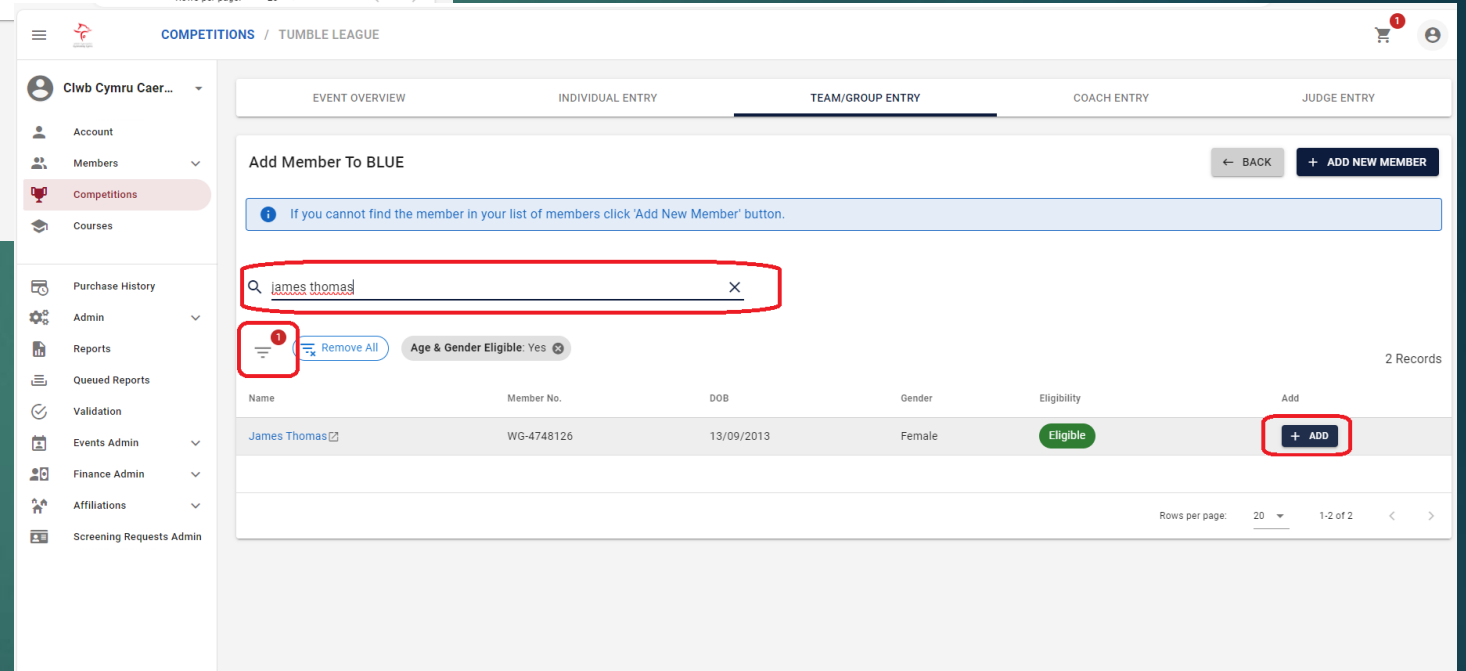 COMPETITIONS / TUMBLE LEAGUE
1
Clwb Cymru Caer...
Account
Members
Competitions
Courses
Purchase History
Admin
Reports
Queued Reports
Validation
Events Admin
Finance Admin
Affiliations
Screening Requests Admin
EVENT OVERVIEW INDIVIDUAL ENTRY TEAM/GROUP ENTRY COACH ENTRY JUDGE ENTRY
Add Member To BLUE
← BACK + ADD NEW MEMBER
If you cannot find the member in your list of members click 'Add New Member' button.
james thomas
1 Remove All Age & Gender Eligible: Yes
2 Records
Name Member No. DOB Gender Eligibility Add
James Thomas WG-4748126 13/09/2013 Female Eligible + ADD
Rows per page: 20 1-2 of 2